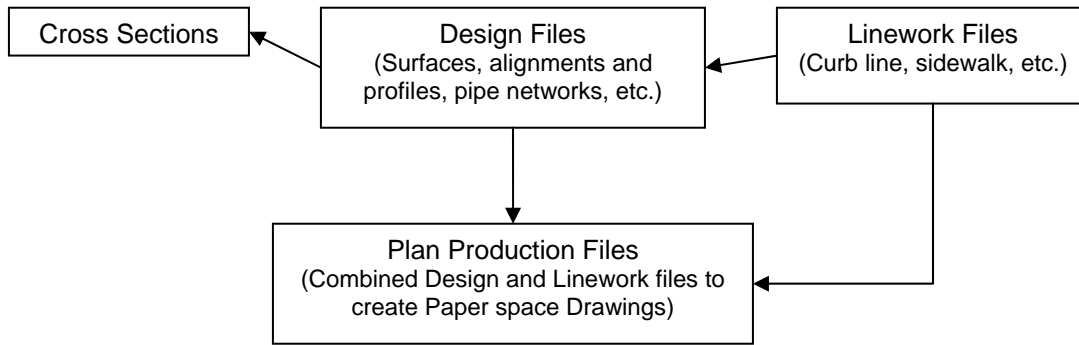 Cross Sections
Design Files
(Surfaces, alignments and
profiles, pipe networks, etc.)
Linework Files
(Curb line, sidewalk, etc.)
Plan Production Files
(Combined Design and Linework files to
create Paper space Drawings)